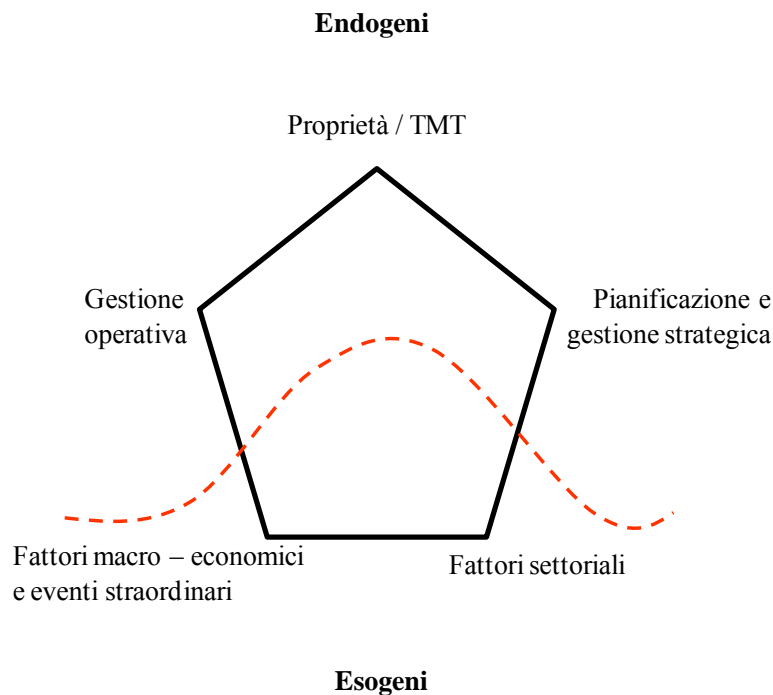 Endogeni
Proprietà / TMT
Gestione
operativa
Pianificazione e
gestione strategica
Fattori macro – economici
e eventi straordinari
Fattori settoriali
Esogeni